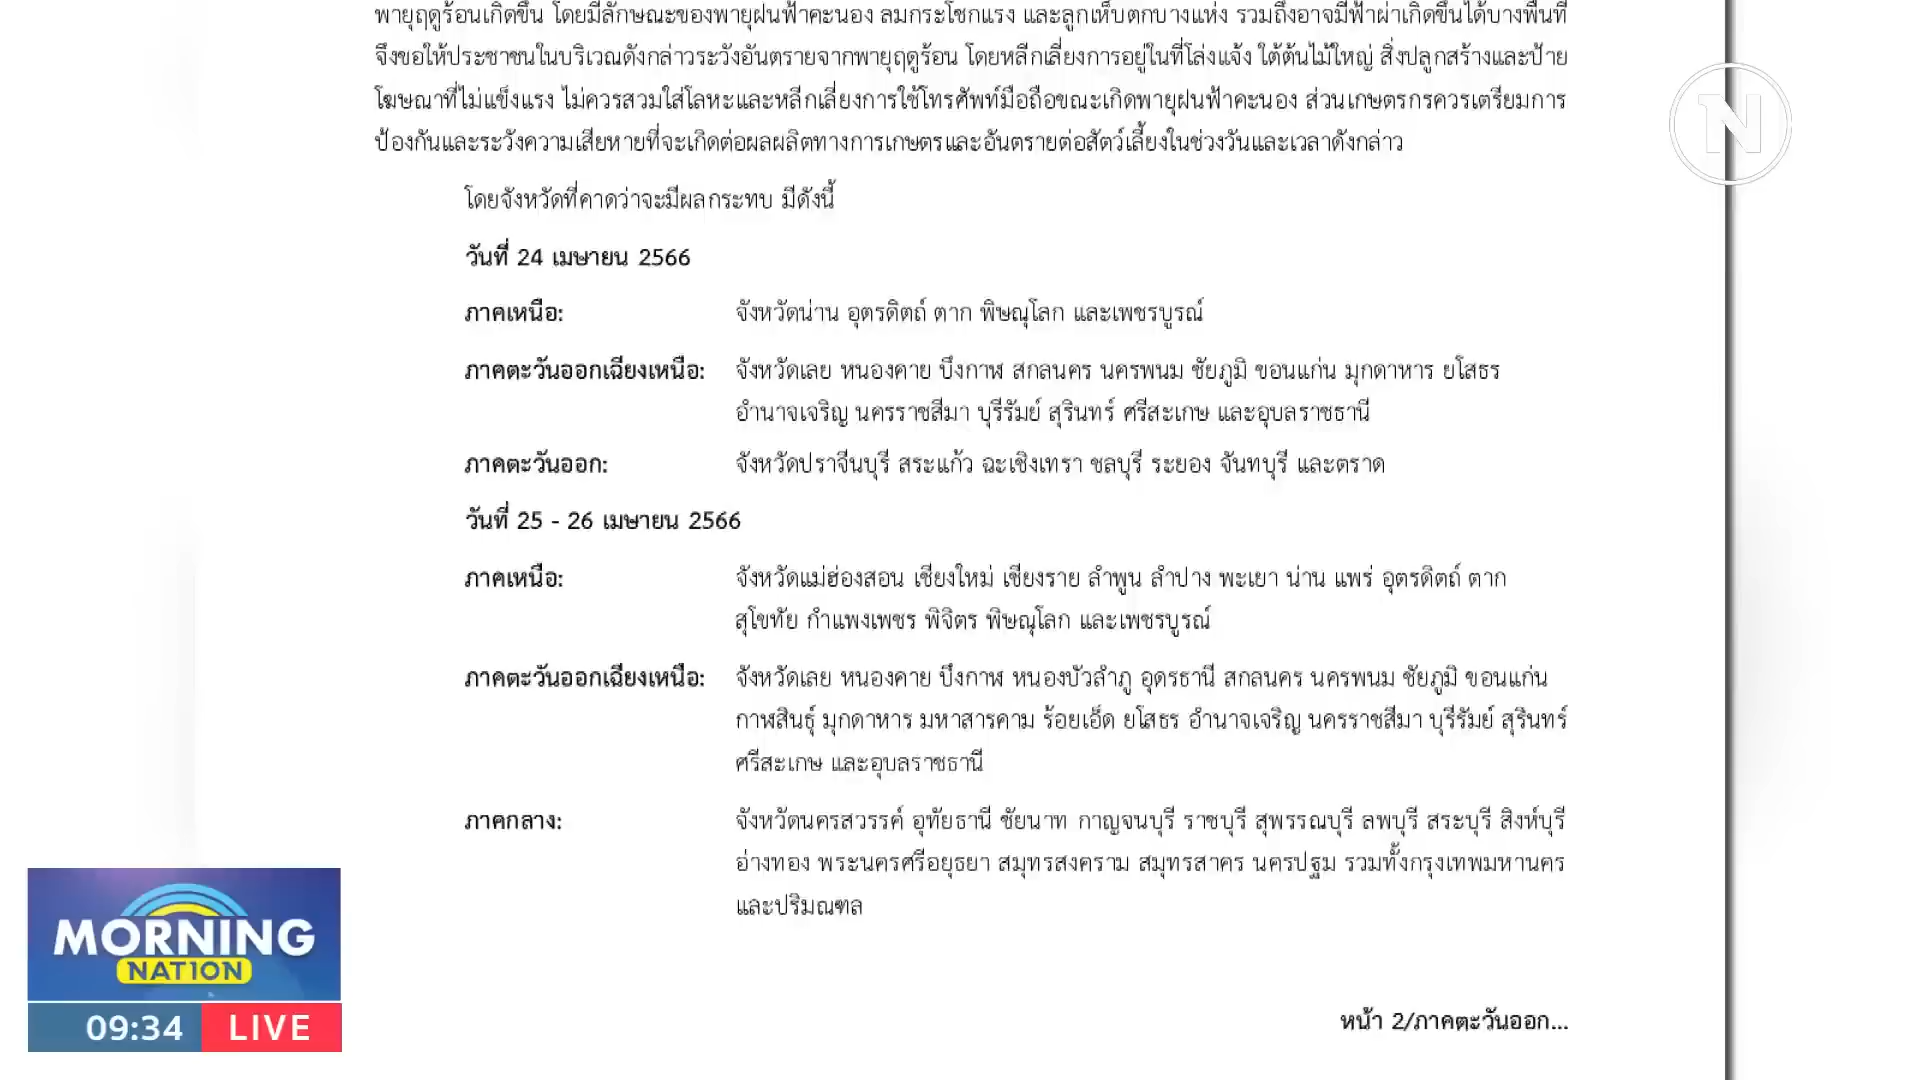 พายุฤดูร้อนเกิดขึ้น โดยมีลักษณะของพายุฝนฟ้าคะนอง ลมกระโชกแรง และลูกเห็บตกบางแห่ง รวมถึงอาจมีฟ้าผ่าเกิดขึ้นได้บางพื้นที่
จึงขอให้ประชาชนในบริเวณดังกล่าวระวังอันตรายจากพายุฤดูร้อน โดยหลีกเลี่ยงการอยู่ในที่โล่งแจ้ง ใต้ต้นไม้ใหญ่ สิ่งปลูกสร้างและป้าย
โฆษณาที่ไม่แข็งแรง ไม่ควรสวมใส่โลหะและหลีกเลี่ยงการใช้โทรศัพท์มือถือขณะเกิดพายุฝนฟ้าคะนอง ส่วนเกษตรกรควรเตรียมการ
ป้องกันและระวังความเสียหายที่จะเกิดต่อผลผลิตทางการเกษตรและอันตรายต่อสัตว์เลี้ยงในช่วงวันและเวลาดังกล่าว
โดยจังหวัดที่คาดว่าจะมีผลกระทบ มีดังนี้
วันที่ 24 เมษายน 2566
ภาคเหนือ: จังหวัดน่าน อุตรดิตถ์ ตาก พิษณุโลก และเพชรบูรณ์
ภาคตะวันออกเฉียงเหนือ: จังหวัดเลย หนองคาย บึงกาฬ สกลนคร นครพนม ชัยภูมิ ขอนแก่น มุกดาหาร ยโสธร
อำนาจเจริญ นครราชสีมา บุรีรัมย์ สุรินทร์ ศรีสะเกษ และอุบลราชธานี
ภาคตะวันออก: จังหวัดปราจีนบุรี สระแก้ว ฉะเชิงเทรา ชลบุรี ระยอง จันทบุรี และตราด
วันที่ 25 - 26 เมษายน 2566
ภาคเหนือ: จังหวัดแม่ฮ่องสอน เชียงใหม่ เชียงราย ลำพูน ลำปาง พะเยา น่าน แพร่ อุตรดิตถ์ ตาก
สุโขทัย กำแพงเพชร พิจิตร พิษณุโลก และเพชรบูรณ์
ภาคตะวันออกเฉียงเหนือ: จังหวัดเลย หนองคาย บึงกาฬ หนองบัวลำภู อุดรธานี สกลนคร นครพนม ชัยภูมิ ขอนแก่น
กาฬสินธุ์ มุกดาหาร มหาสารคาม ร้อยเอ็ด ยโสธร อำนาจเจริญ นครราชสีมา บุรีรัมย์ สุรินทร์
ศรีสะเกษ และอุบลราชธานี
ภาคกลาง: จังหวัดนครสวรรค์ อุทัยธานี ชัยนาท กาญจนบุรี ราชบุรี สุพรรณบุรี ลพบุรี สระบุรี สิงห์บุรี
อ่างทอง พระนครศรีอยุธยา สมุทรสงคราม สมุทรสาคร นครปฐม รวมทั้งกรุงเทพมหานคร
และปริมณฑล
หน้า 2/ภาคตะวันออก...
N
MORNING
NATION
09:34 LIVE